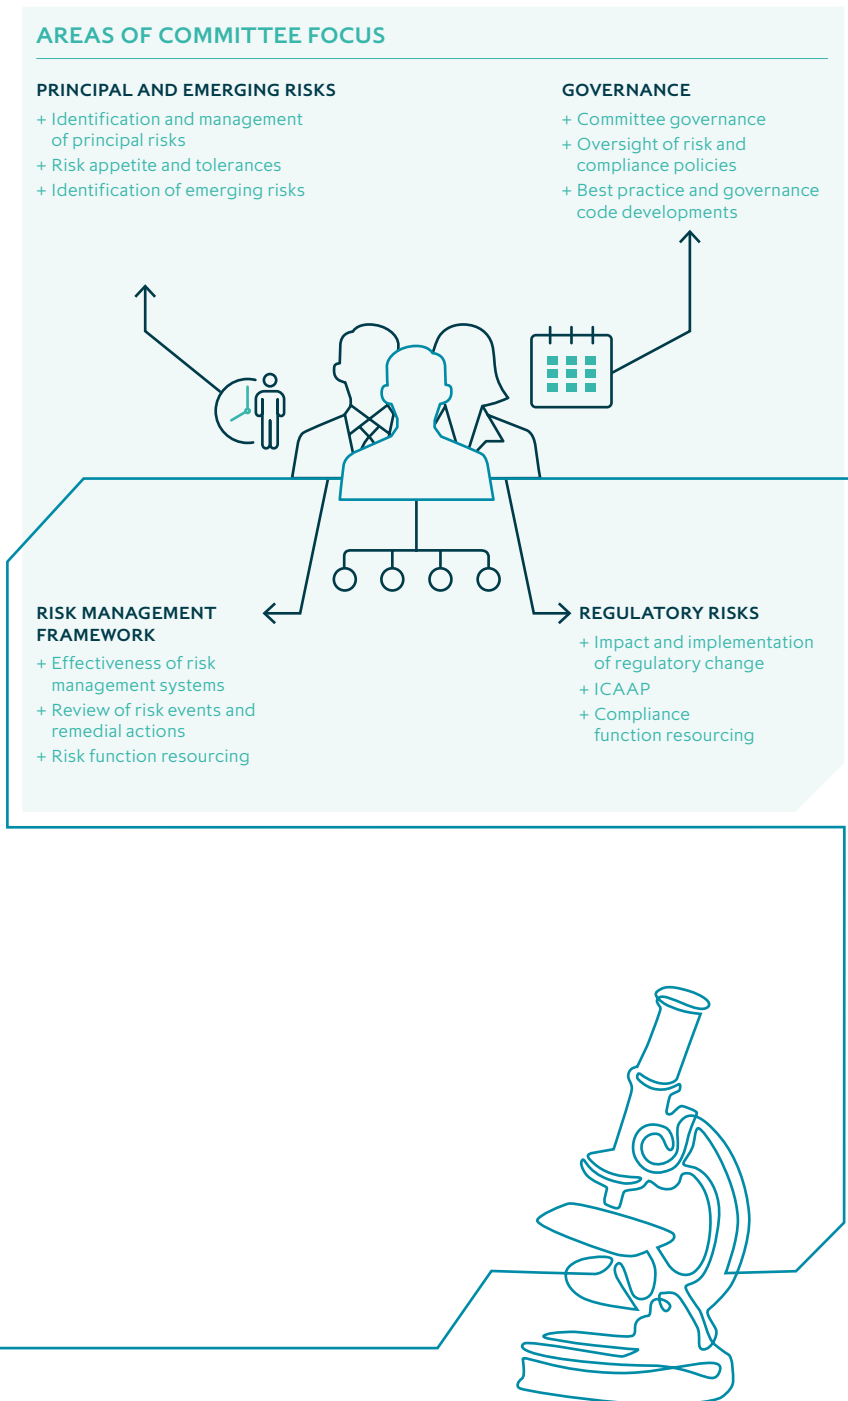 AREAS OF COMMITTEE FOCUS
PRINCIPAL AND EMERGING RISKS
+ Identification and management
of principal risks
+ Risk appetite and tolerances
+ Identification of emerging risks
GOVERNANCE
+ Committee governance
+ Oversight of risk and
compliance policies
+ Best practice and governance
code developments
RISK MANAGEMENT
FRAMEWORK
+ Effectiveness of risk
management systems
+ Review of risk events and
remedial actions
+ Risk function resourcing
REGULATORY RISKS
+ Impact and implementation
of regulatory change
+ ICAAP
+ Compliance
function resourcing